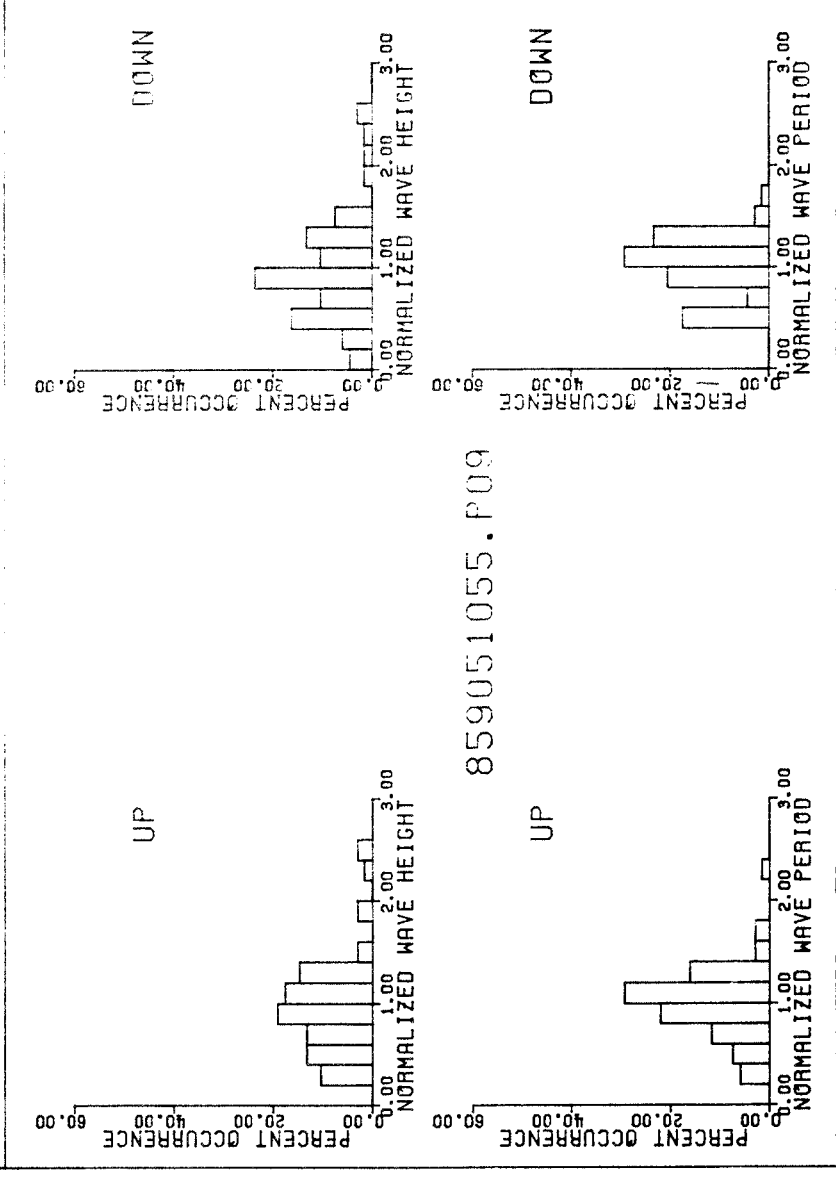 UP
PERCENT OCCURRENCE
0.00 20.00 40.00 60.00
0.00 1.00 2.00 3.00
NORMALIZED WAVE HEIGHT
DOWN
PERCENT OCCURRENCE
0.00 20.00 40.00 60.00
0.00 1.00 2.00 3.00
NORMALIZED WAVE HEIGHT
859051055.P09
UP
PERCENT OCCURRENCE
0.00 20.00 40.00 60.00
0.00 1.00 2.00 3.00
NORMALIZED WAVE PERIOD
DOWN
PERCENT OCCURRENCE
0.00 20.00 40.00 60.00
0.00 1.00 2.00 3.00
NORMALIZED WAVE PERIOD